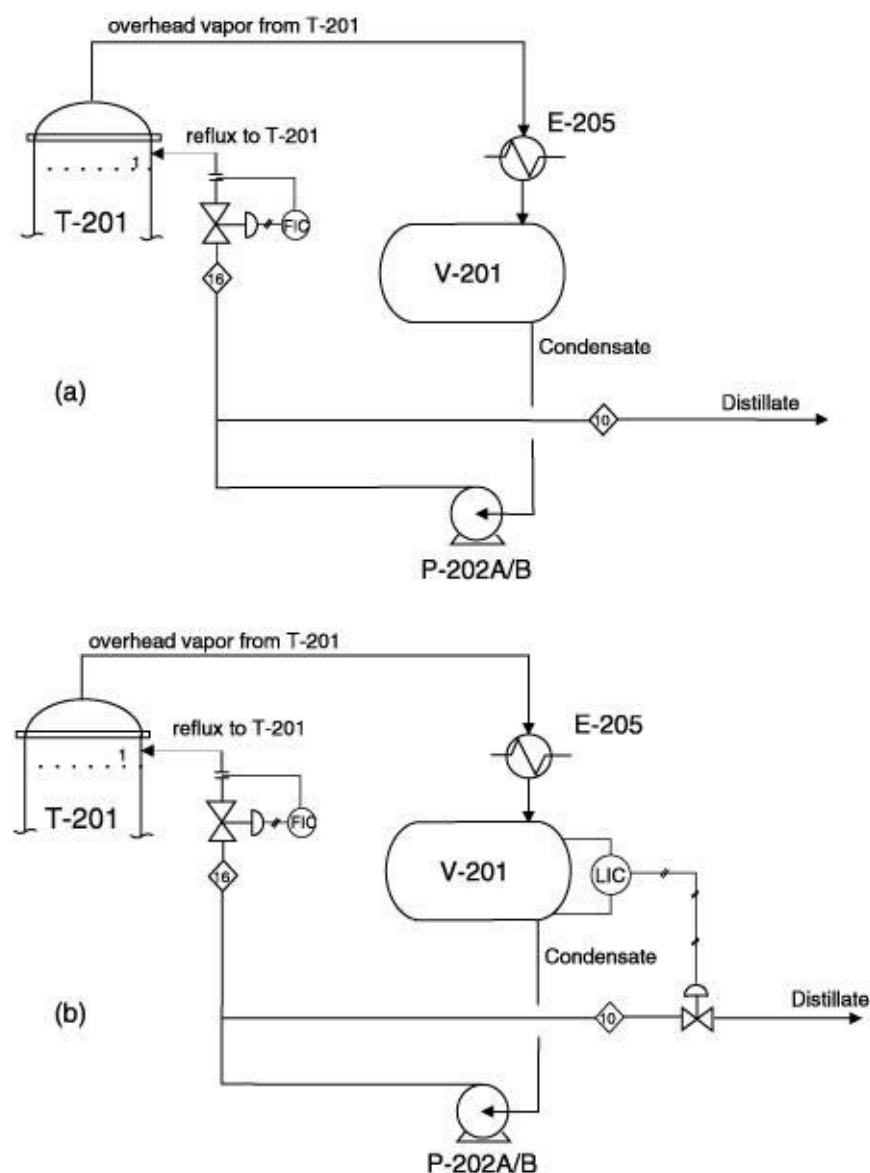 overhead vapor from T-201
E-205
reflux to T-201
1
T-201
FIC
V-201
16
Condensate
(a)
Distillate
10
P-202A/B
overhead vapor from T-201
E-205
reflux to T-201
1
T-201
FIC
V-201
LIC
16
Condensate
Distillate
(b)
10
P-202A/B